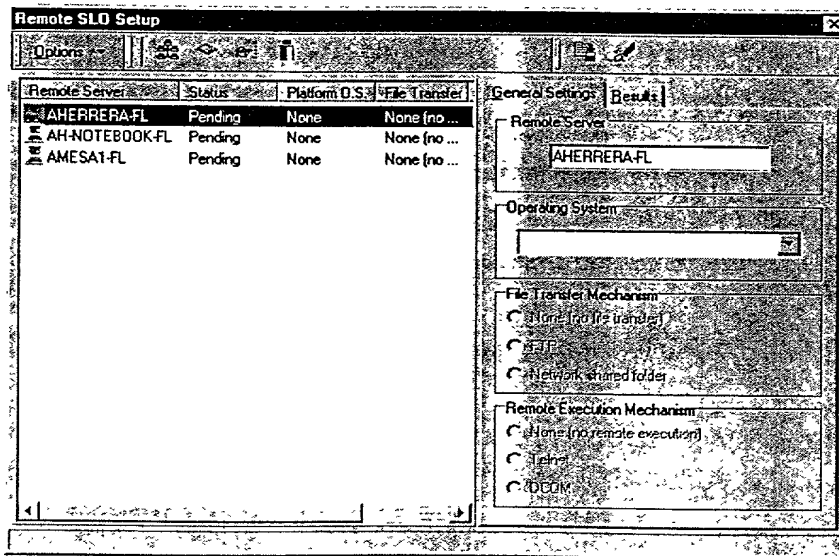 Remote SLO Setup
Options
Remote Server Status Platform O.S. File Transfer
AHERRERA-FL Pending None None (no ...
AH-NOTEBOOK-FL Pending None None (no ...
AMESA1-FL Pending None None (no ...
General Settings Results
Remote Server
AHERRERA-FL
Operating System
File Transfer Mechanism
None (no file transfer)
FTP
Network shared folder
Remote Execution Mechanism
None (no remote execution)
Telnet
DCOM